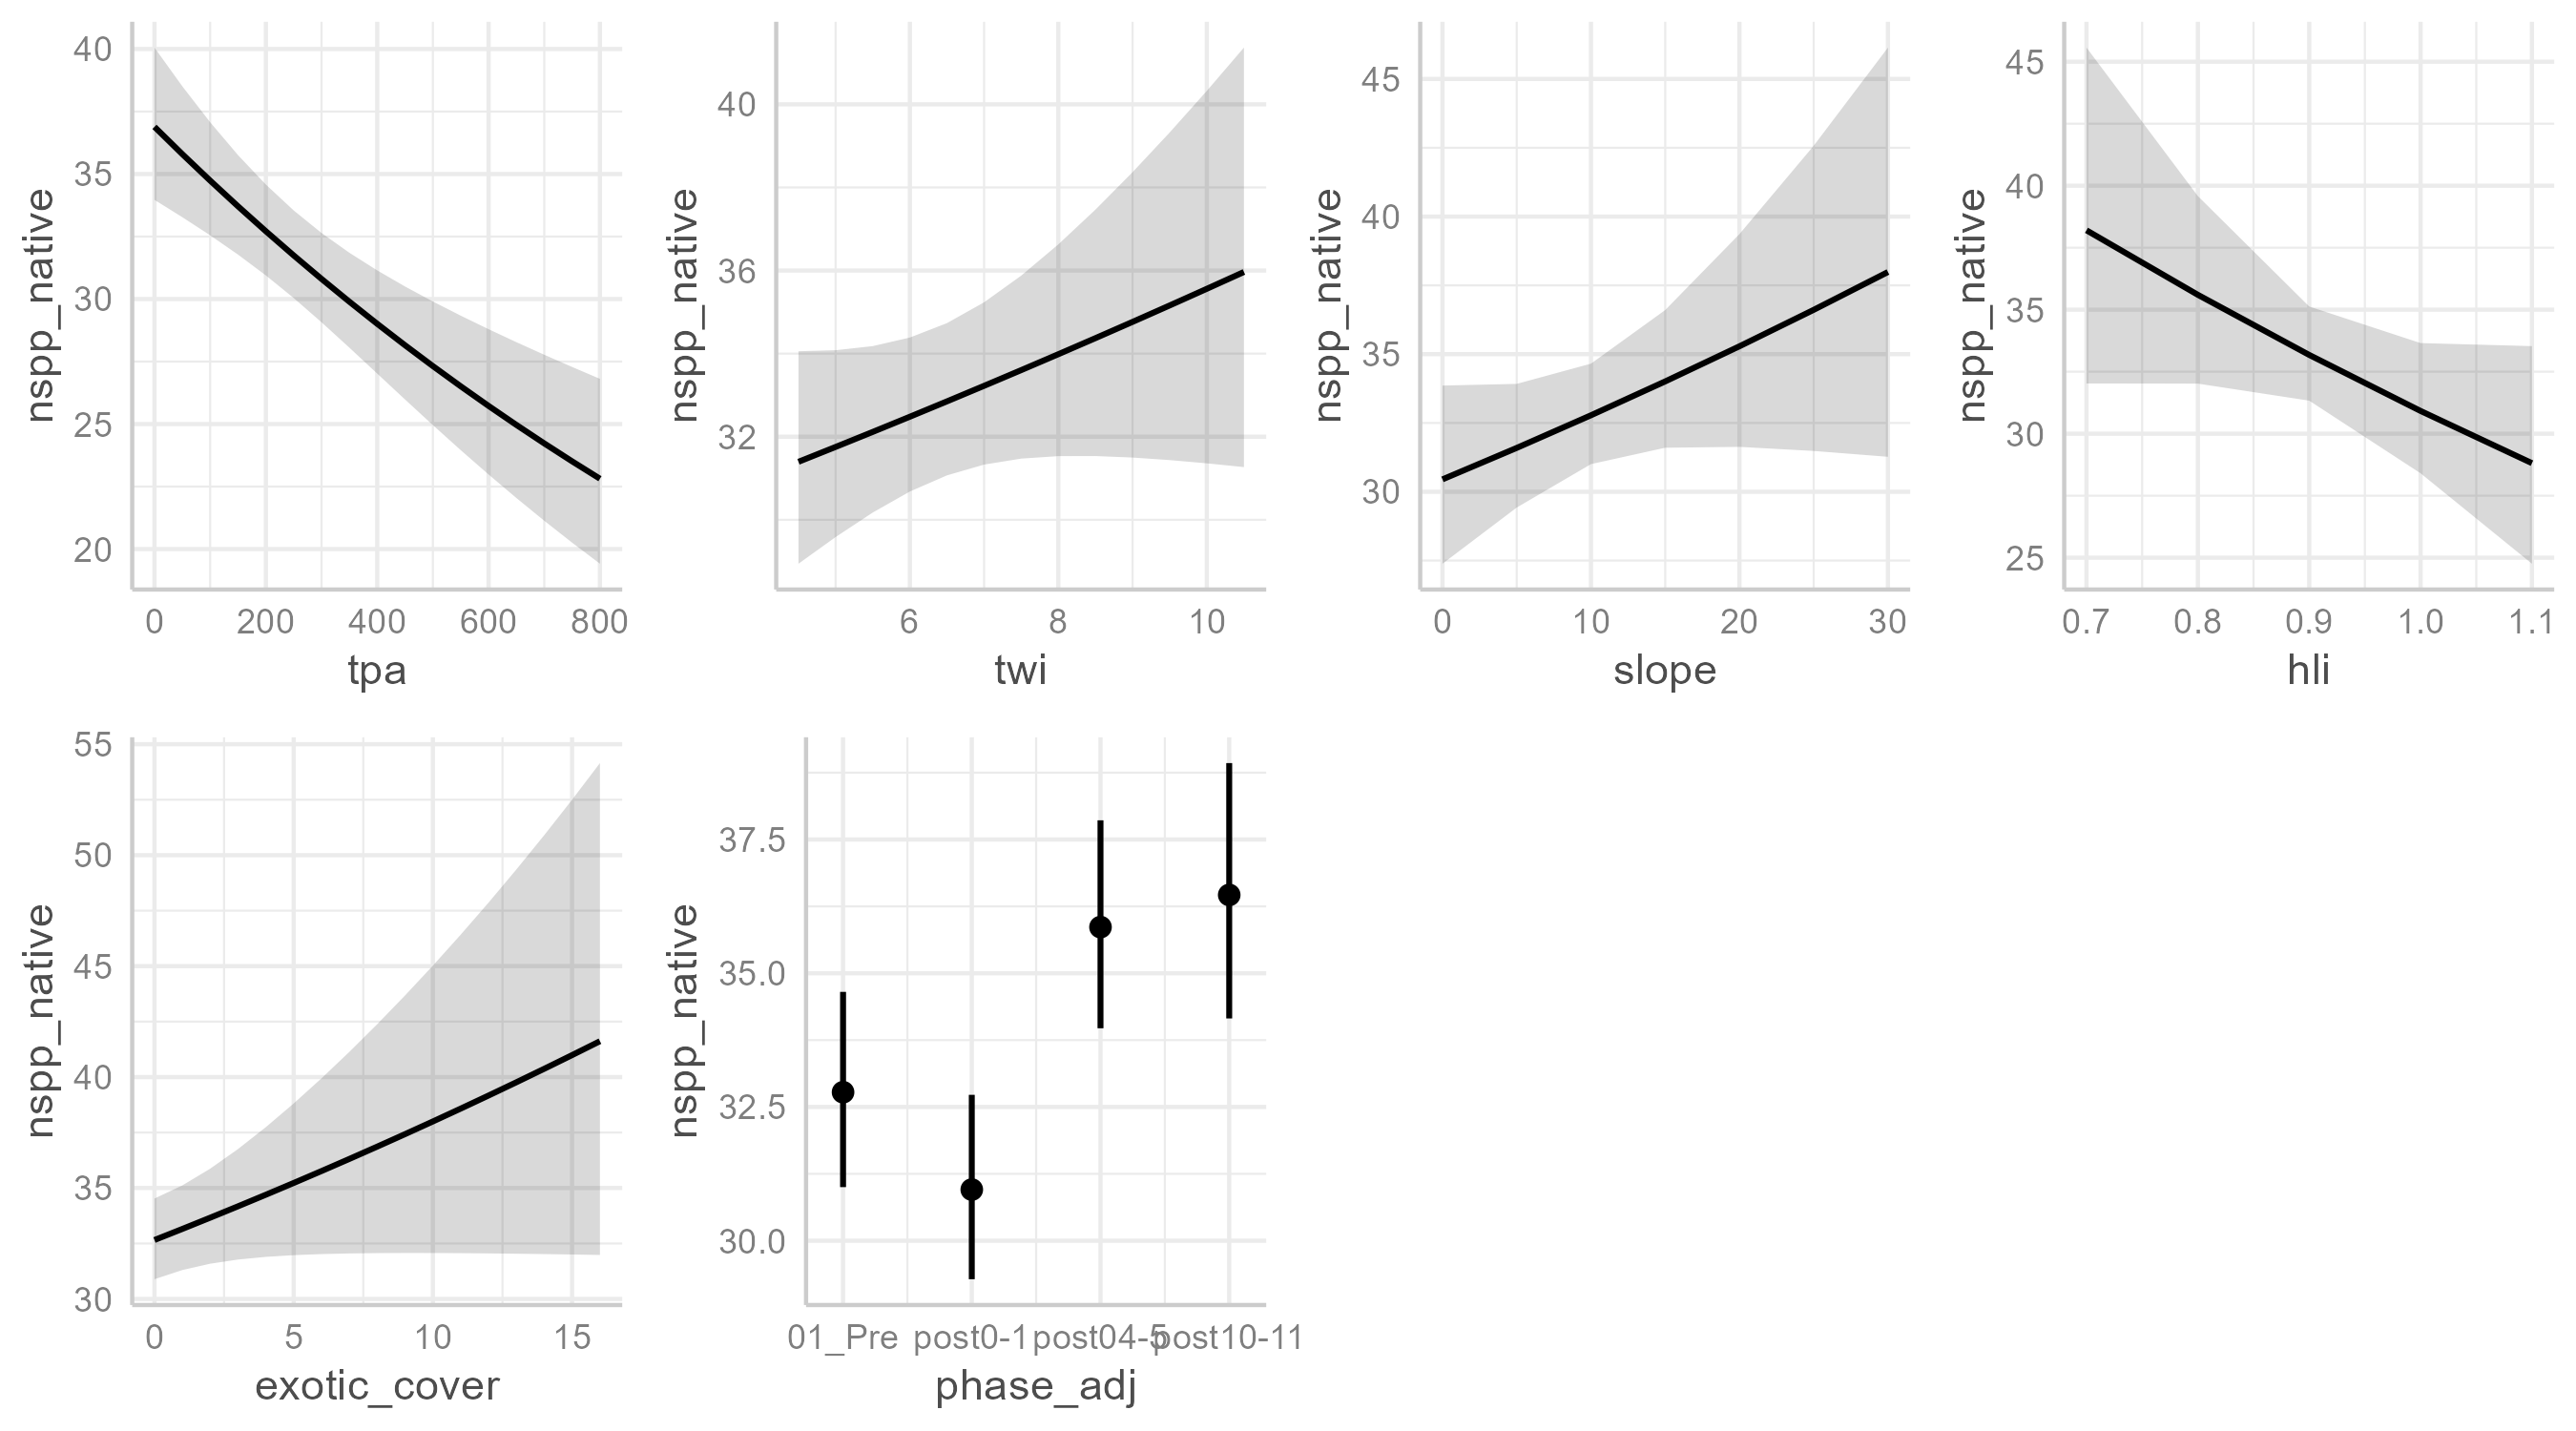 nspp_native
40
35
30
25
20
0 200 400 600 800
tpa
nspp_native
40
36
32
6 8 10
twi
nspp_native
45
40
35
30
0 10 20 30
slope
nspp_native
45
40
35
30
25
0.7 0.8 0.9 1.0 1.1
hli
nspp_native
55
50
45
40
35
30
0 5 10 15
exotic_cover
nspp_native
37.5
35.0
32.5
30.0
01_Pre post0-1 post04-5 post10-11
phase_adj